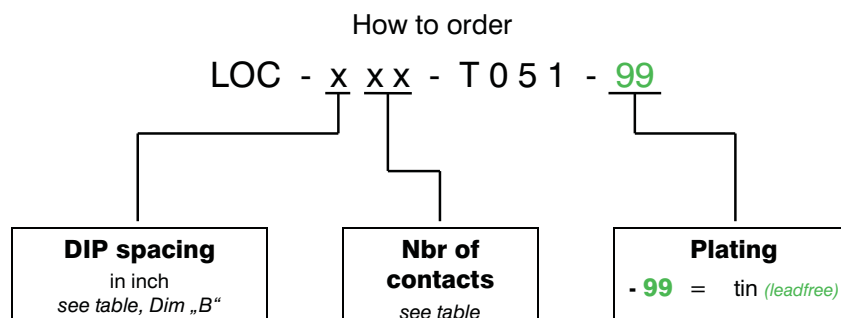 How to order
LOC - x x x - T 0 5 1 - 99
DIP spacing
in inch
see table, Dim „B“
Nbr of
contacts
see table
Plating
- 99 = tin (leadfree)